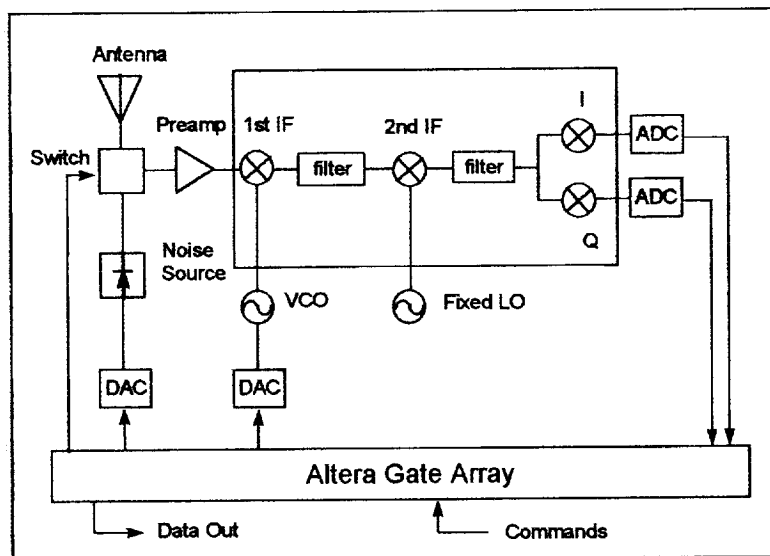 Antenna
Switch
Preamp
1st IF
filter
2nd IF
filter
I
ADC
Q
ADC
Noise
Source
VCO
Fixed LO
DAC
DAC
Altera Gate Array
Data Out
Commands